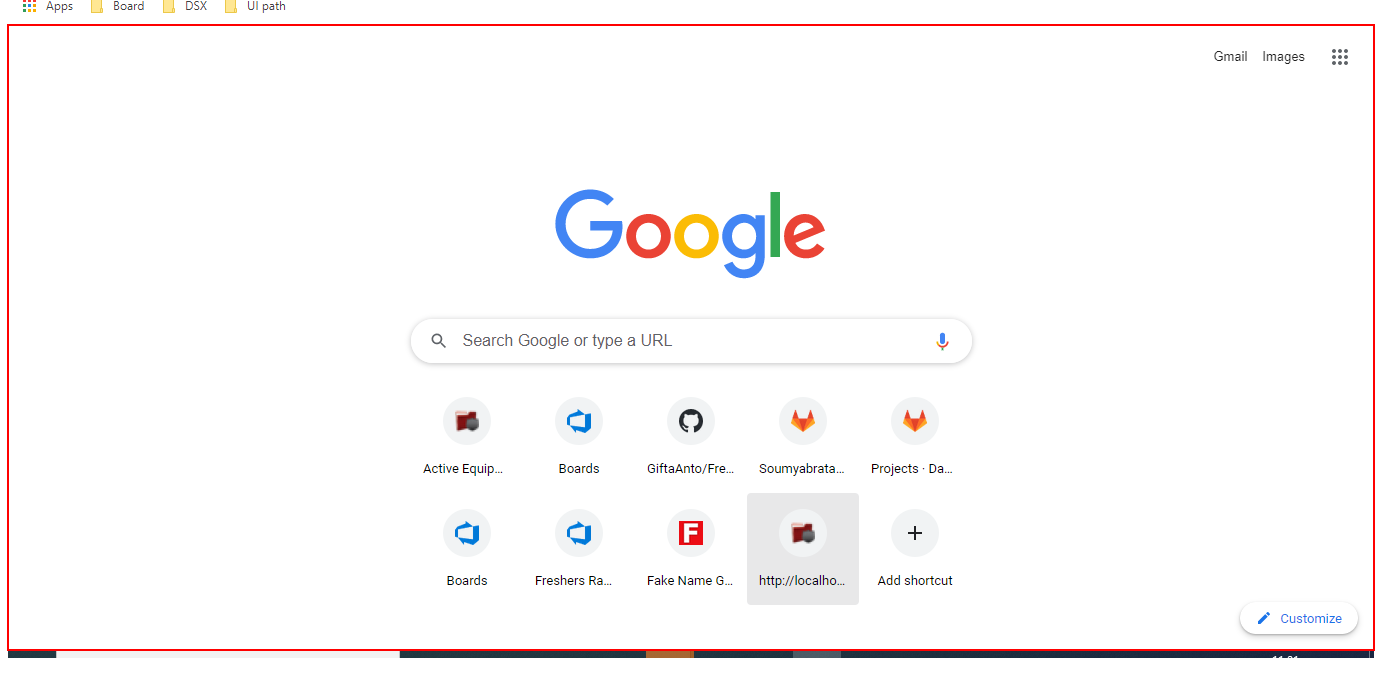 Apps Board DSX UI path
Gmail Images
Google
Search Google or type a URL
Active Equip... Boards GiftaAnto/Fre... Soumyabrata... Projects · Da...
F
Boards Freshers Ra... Fake Name G... http://localho... Add shortcut
Customize